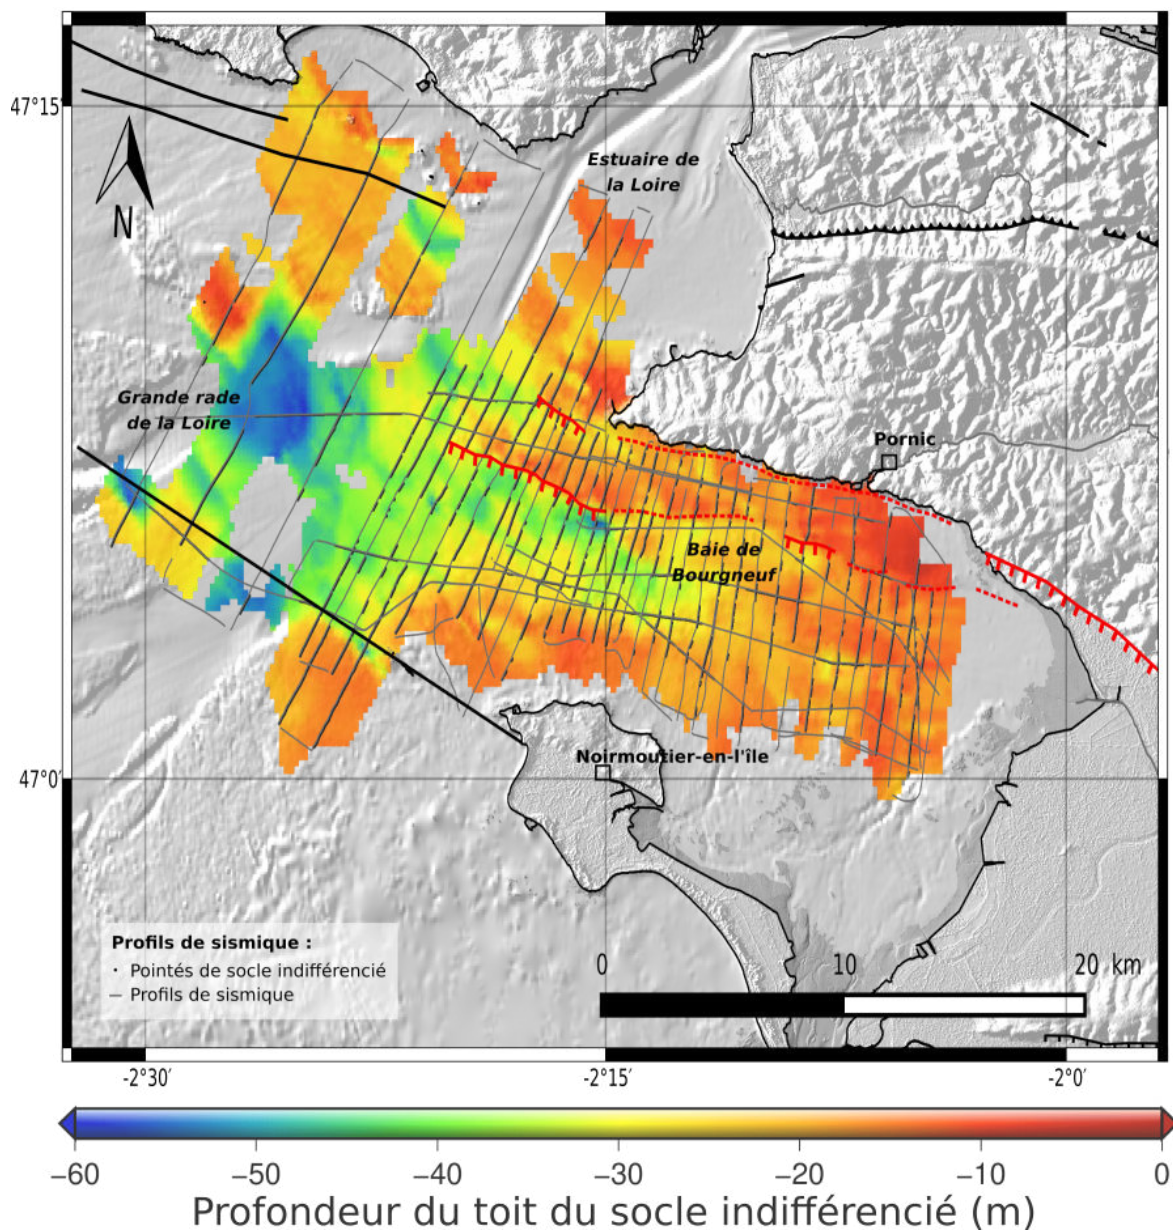 47°15'
Estuaire de
la Loire
N
Grande rade
de la Loire
Pornic
Baie de
Bourgneuf
Noirmoutier-en-l'île
47°0'
Profils de sismique :
· Pointés de socle indifférencié
— Profils de sismique
0 10 20 km
-2°30' -2°15' -2°0'
−60 −50 −40 −30 −20 −10 0
Profondeur du toit du socle indifférencié (m)